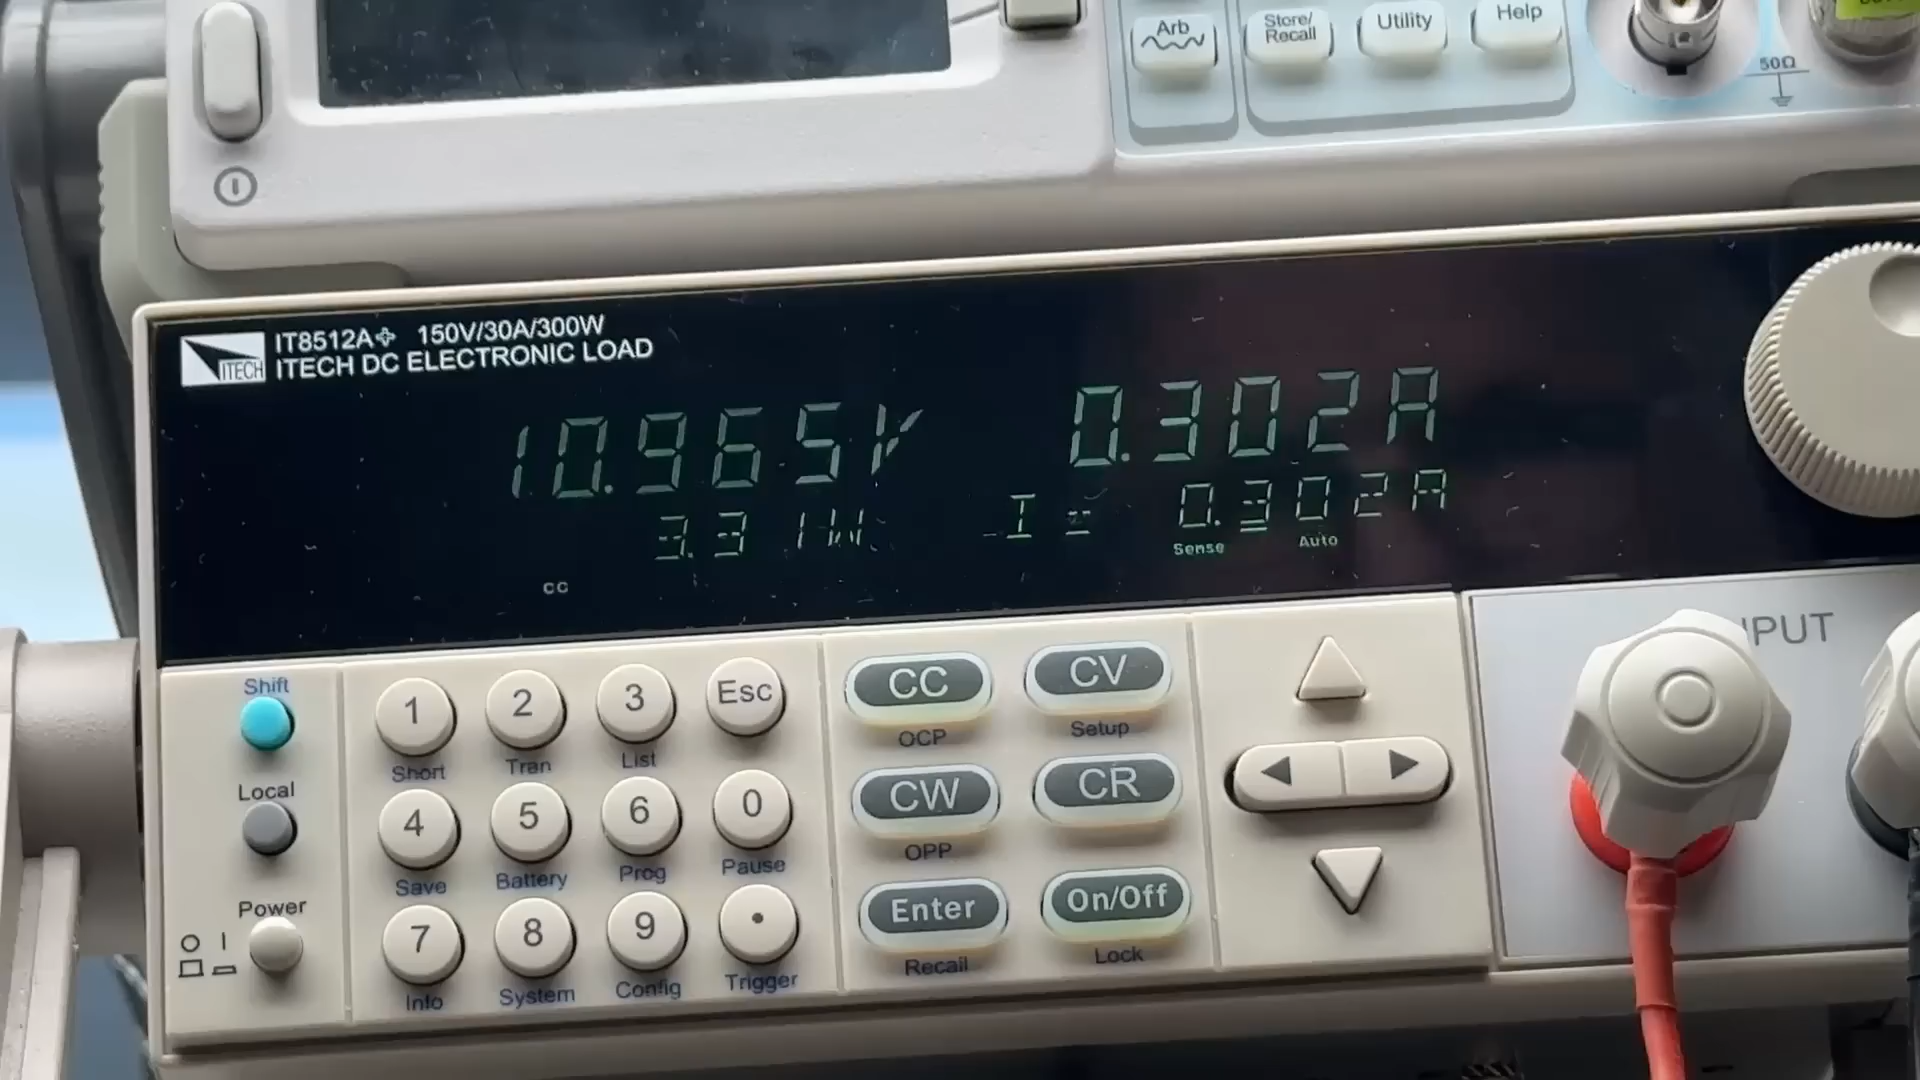 Arb
Store/
Recall
Utility
Help
50Ω
ITECH
IT8512A+ 150V/30A/300W
ITECH DC ELECTRONIC LOAD
10.965V 0.302A
3.31W I = 0.302A
Sense Auto
CC
Shift
Local
Power
O I
1 2 3 Esc
Short Tran List
4 5 6 0
Save Battery Prog Pause
7 8 9 •
Info System Config Trigger
CC CV
OCP Setup
CW CR
OPP
Enter On/Off
Recall Lock